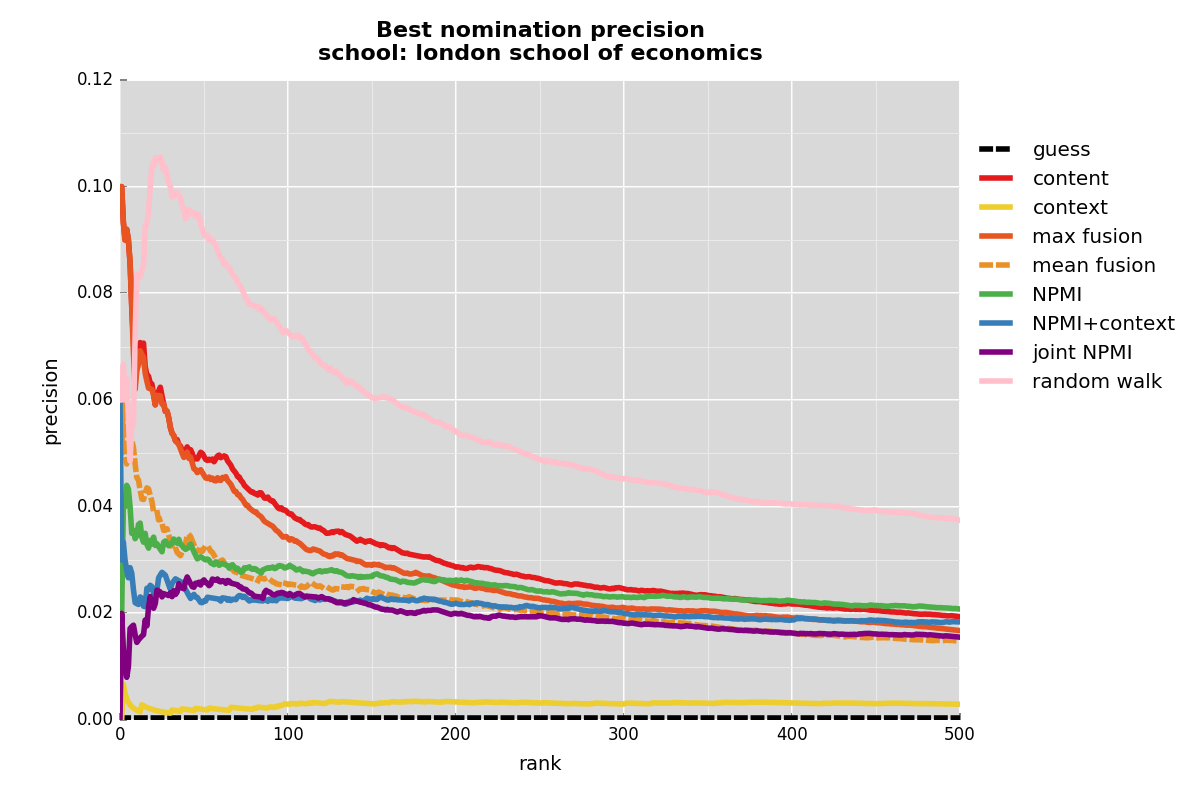 Best nomination precision
school: london school of economics
0.12
0.10
0.08
0.06
0.04
0.02
0.00
precision
0
100
200
300
400
500
rank
guess
content
context
max fusion
mean fusion
NPMI
NPMI+context
joint NPMI
random walk